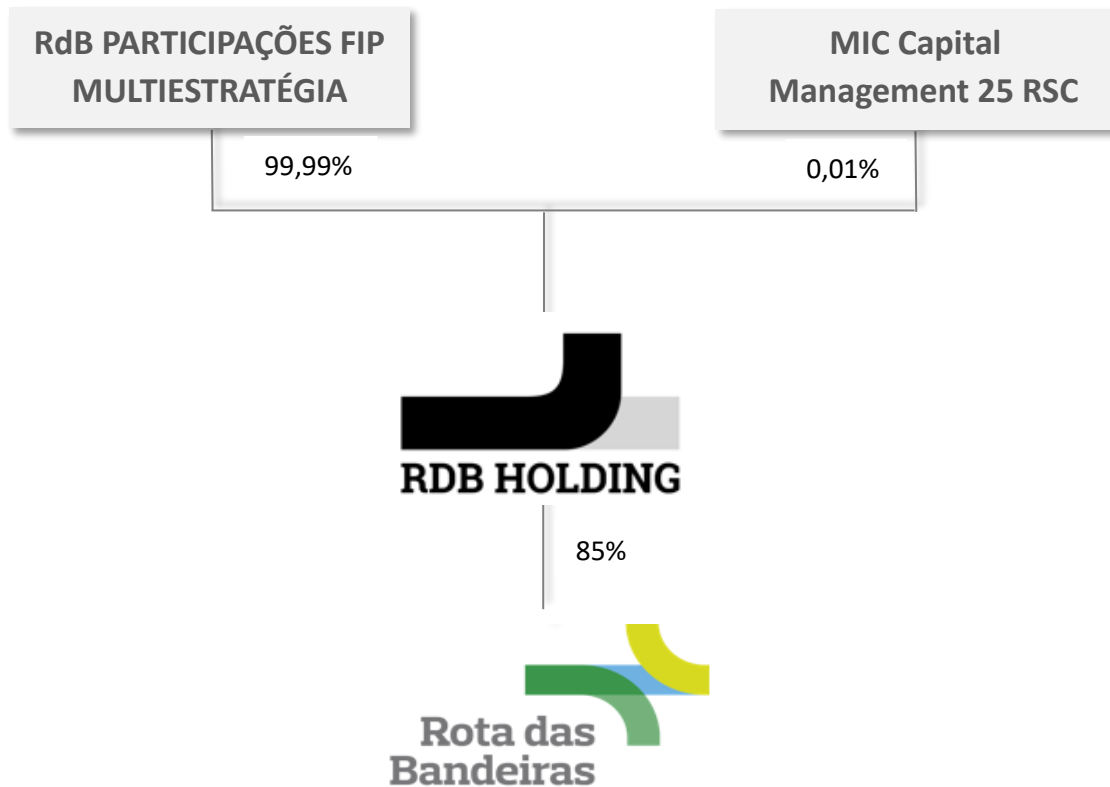 RdB PARTICIPAÇÕES FIP
MULTIESTRATÉGIA
MIC Capital
Management 25 RSC
99,99%
0,01%
RDB HOLDING
85%
Rota das
Bandeiras